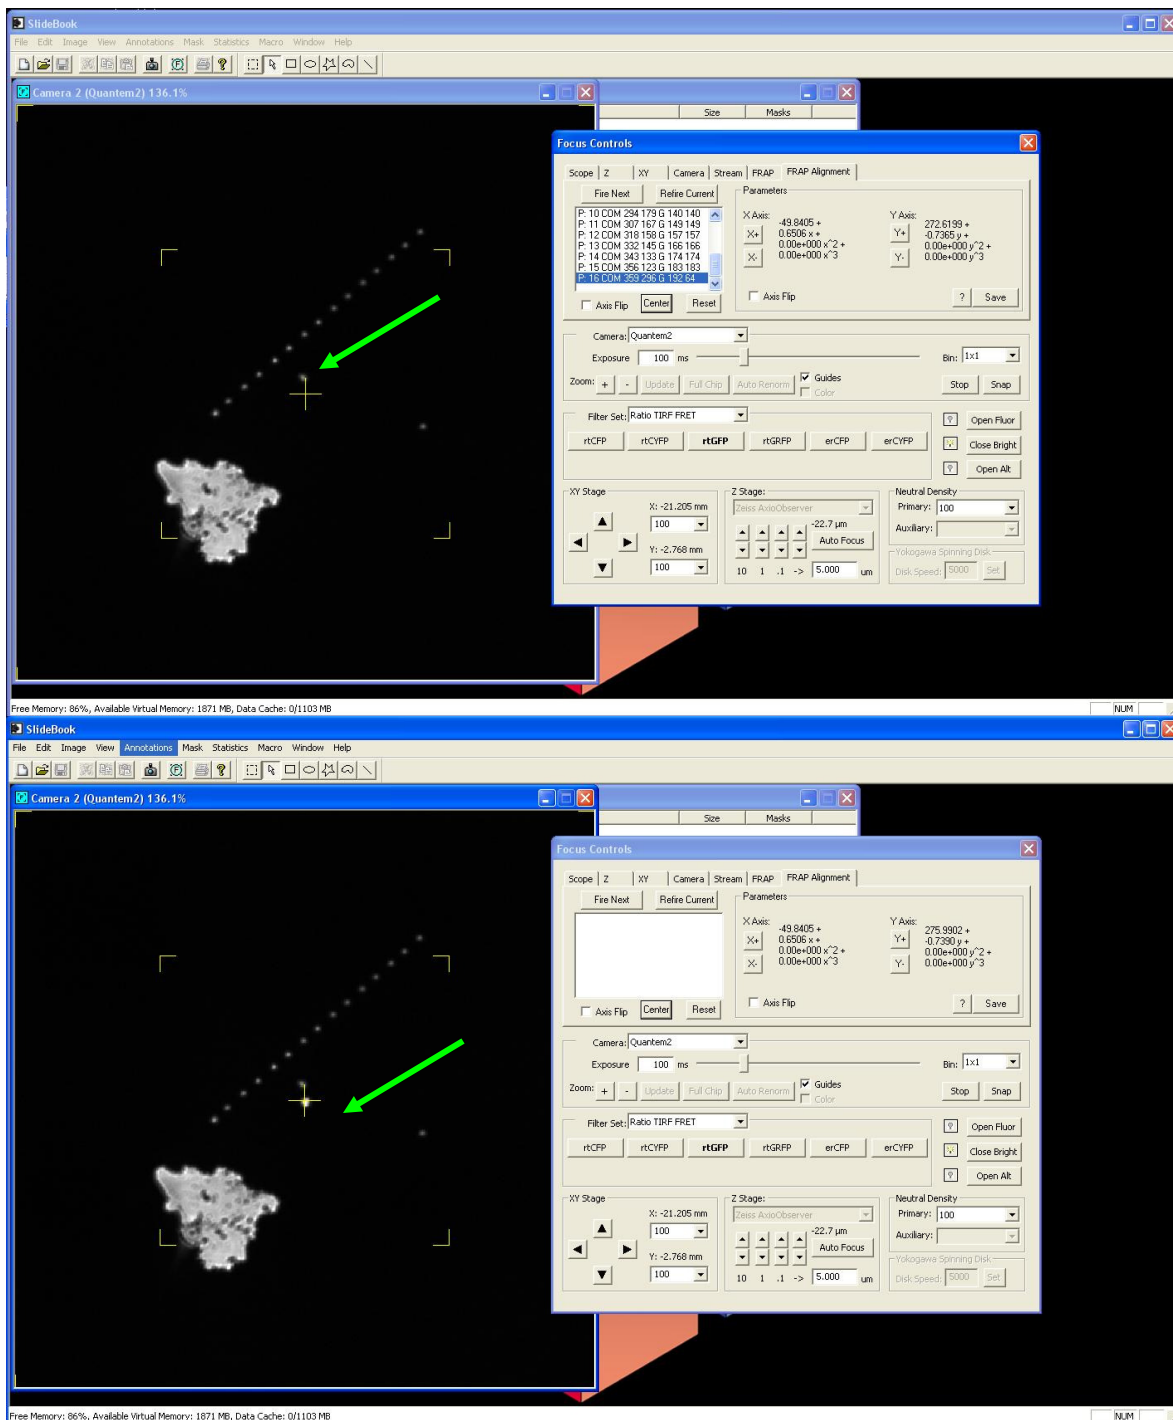 SlideBook
File Edit Image View Annotations Mask Statistics Macro Window Help
Camera 2 (Quantem2) 136.1%
Size Masks
Focus Controls
Scope Z XY Camera Stream FRAP FRAP Alignment
Fire Next Refire Current
P: 10 COM 294 179 G 140 140
P: 11 COM 307 167 G 149 149
P: 12 COM 318 158 G 157 157
P: 13 COM 332 145 G 166 166
P: 14 COM 343 133 G 174 174
P: 15 COM 356 123 G 183 183
P: 16 COM 359 296 G 192 64
Axis Flip Center Reset
Parameters
X Axis: -49.8405 +
X+ 0.6506 x +
0.00e+000 x^2 +
X- 0.00e+000 x^3
Y Axis: 272.6199 +
Y+ -0.7365 y +
0.00e+000 y^2 +
Y- 0.00e+000 y^3
Axis Flip ? Save
Camera: Quantem2
Exposure 100 ms Bin: 1x1
Zoom: + - Update Full Chip Auto Renorm Guides Color Stop Snap
Filter Set: Ratio TIRF FRET
rtCFP rtCYFP rtGFP rtGRFP erCFP erCYFP
Open Fluor
Close Bright
Open Alt
XY Stage
X: -21.205 mm
100
Y: -2.768 mm
100
Z Stage:
Zeiss AxioObserver
-22.7 µm
Auto Focus
10 1 .1 -> 5.000 um
Neutral Density
Primary: 100
Auxiliary:
Yokogawa Spinning Disk
Disk Speed: 5000 Set
Free Memory: 86%, Available Virtual Memory: 1871 MB, Data Cache: 0/1103 MB NUM
SlideBook
File Edit Image View Annotations Mask Statistics Macro Window Help
Camera 2 (Quantem2) 136.1%
Size Masks
Focus Controls
Scope Z XY Camera Stream FRAP FRAP Alignment
Fire Next Refire Current
Axis Flip Center Reset
Parameters
X Axis: -49.8405 +
X+ 0.6506 x +
0.00e+000 x^2 +
X- 0.00e+000 x^3
Y Axis: 275.9902 +
Y+ -0.7390 y +
0.00e+000 y^2 +
Y- 0.00e+000 y^3
Axis Flip ? Save
Camera: Quantem2
Exposure 100 ms Bin: 1x1
Zoom: + - Update Full Chip Auto Renorm Guides Color Stop Snap
Filter Set: Ratio TIRF FRET
rtCFP rtCYFP rtGFP rtGRFP erCFP erCYFP
Open Fluor
Close Bright
Open Alt
XY Stage
X: -21.205 mm
100
Y: -2.768 mm
100
Z Stage:
Zeiss AxioObserver
-22.7 µm
Auto Focus
10 1 .1 -> 5.000 um
Neutral Density
Primary: 100
Auxiliary:
Yokogawa Spinning Disk
Disk Speed: 5000 Set
Free Memory: 86%, Available Virtual Memory: 1871 MB, Data Cache: 0/1103 MB NUM